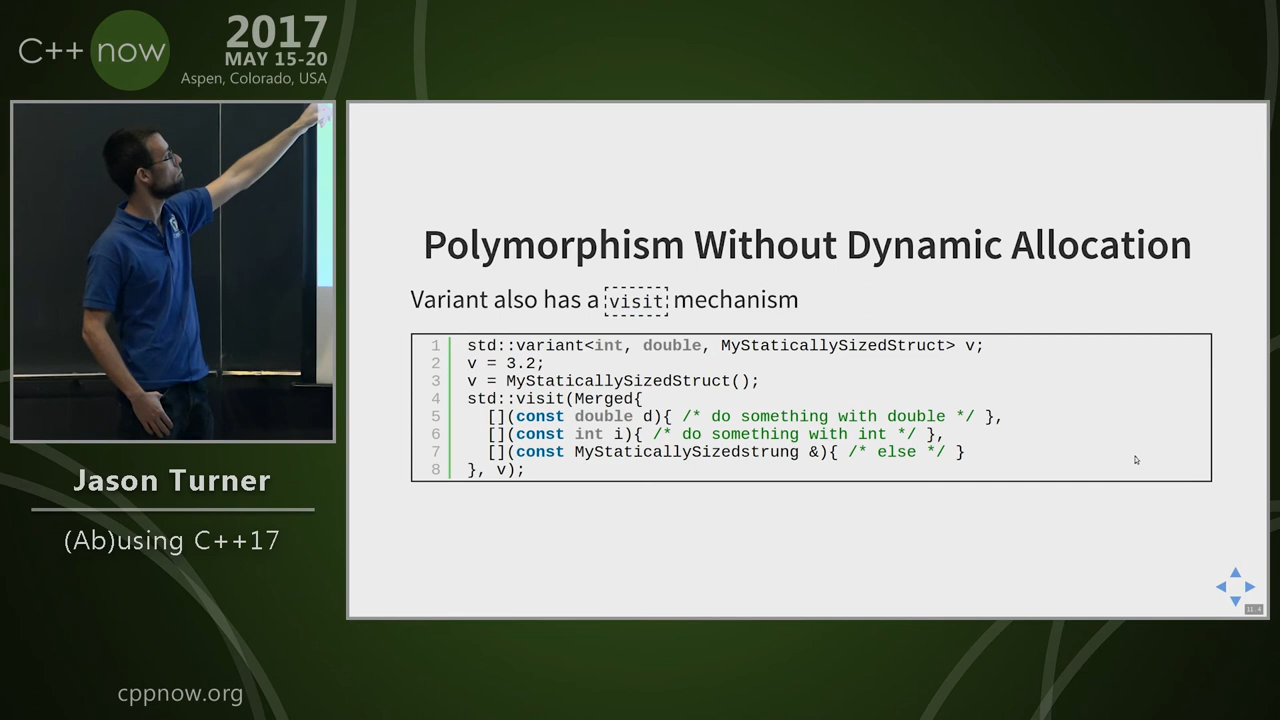 C++ now
2017
MAY 15-20
Aspen, Colorado, USA
Jason Turner
(Ab)using C++17
cppnow.org
Polymorphism Without Dynamic Allocation
Variant also has a visit mechanism
1 std::variant<int, double, MyStaticallySizedStruct> v;
2 v = 3.2;
3 v = MyStaticallySizedStruct();
4 std::visit(Merged{
5 [](const double d){ /* do something with double */ },
6 [](const int i){ /* do something with int */ },
7 [](const MyStaticallySizedstrung &){ /* else */ }
8 }, v);
11.4